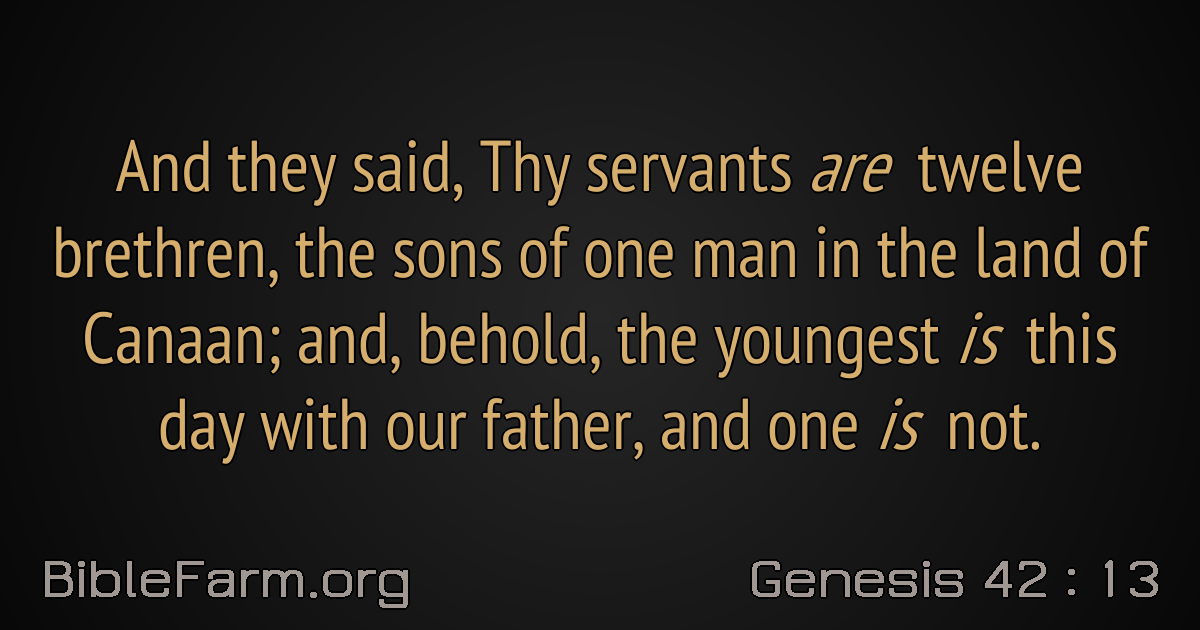 And they said, Thy servants are twelve
brethren, the sons of one man in the land of
Canaan; and, behold, the youngest is this
day with our father, and one is not.
BibleFarm.org
Genesis 42 : 13